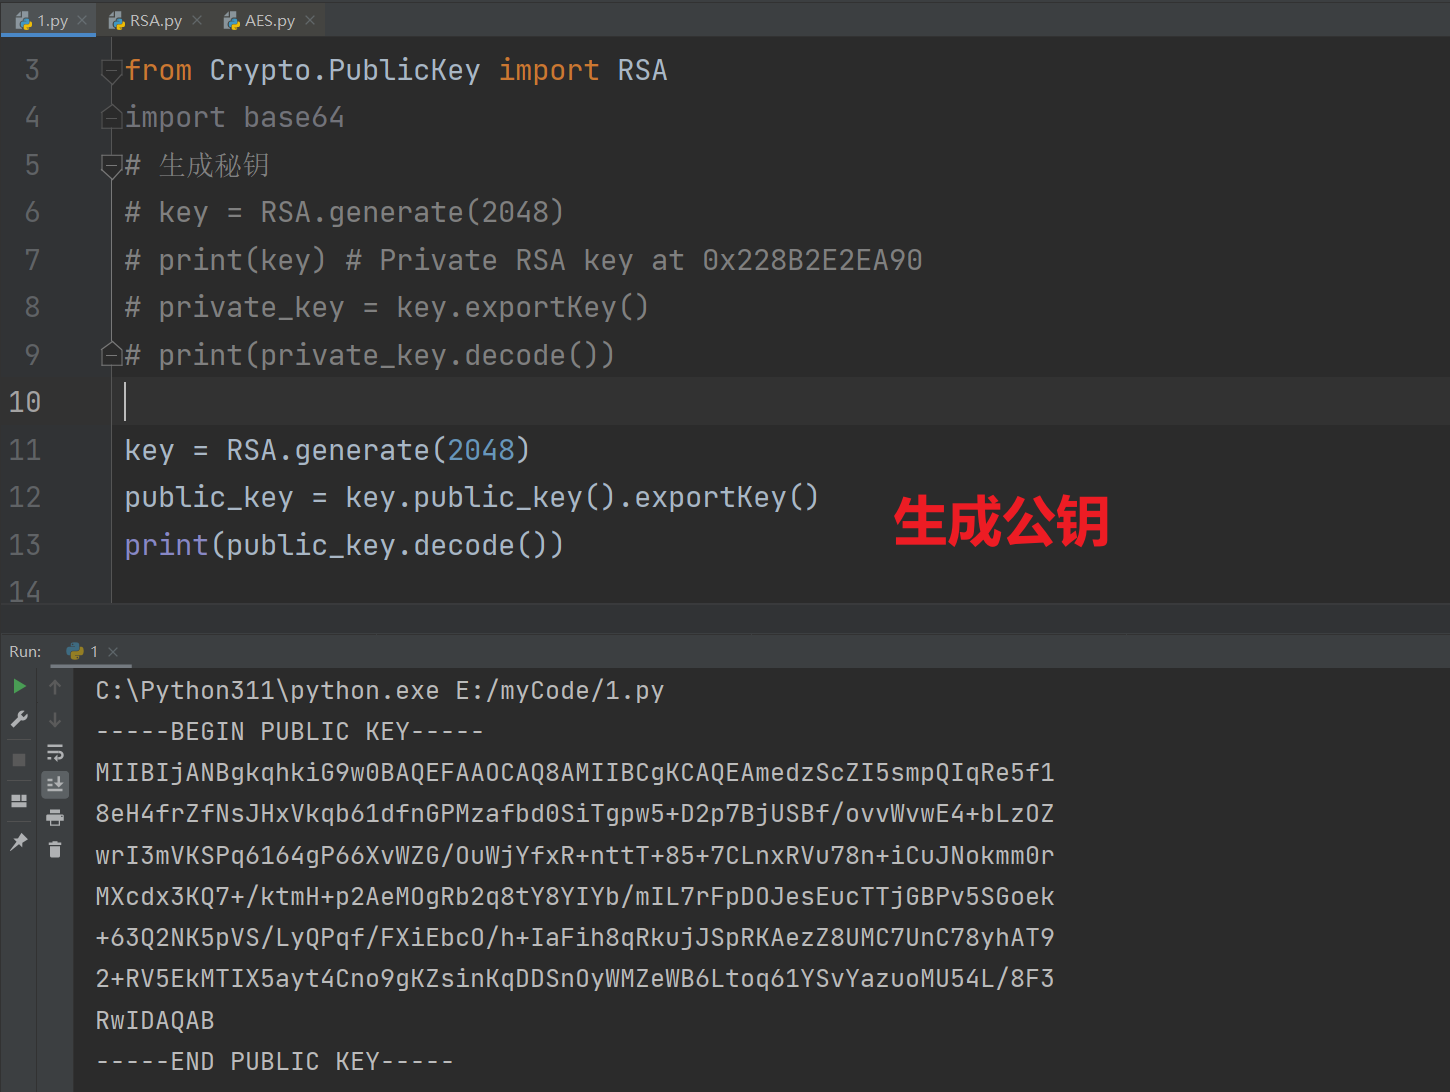 1.py
RSA.py
AES.py
3 from Crypto.PublicKey import RSA
4 import base64
5 # 生成秘钥
6 # key = RSA.generate(2048)
7 # print(key) # Private RSA key at 0x228B2E2EA90
8 # private_key = key.exportKey()
9 # print(private_key.decode())
10
11 key = RSA.generate(2048)
12 public_key = key.public_key().exportKey()
生成公钥
13 print(public_key.decode())
14
Run: 1
C:\Python311\python.exe E:/myCode/1.py
-----BEGIN PUBLIC KEY-----
MIIBIjANBgkqhkiG9w0BAQEFAAOCAQ8AMIIBCgKCAQEAmedzScZI5smpQIqRe5f1
8eH4frZfNsJHxVkqb61dfnGPMzafbd0SiTgpw5+D2p7BjUSBf/ovvWvwE4+bLzOZ
wrI3mVKSPq6164gP66XvWZG/OuWjYfxR+nttT+85+7CLnxRVu78n+iCuJNokmm0r
MXcdx3KQ7+/ktmH+p2AeMOgRb2q8tY8YIYb/mIL7rFpDOJesEucTTjGBPv5SGoek
+63Q2NK5pVS/LyQPqf/FXiEbcO/h+IaFih8qRkujJSpRKAezZ8UMC7UnC78yhAT9
2+RV5EkMTIX5ayt4Cno9gKZsinKqDDSnOyWMZeWB6Ltoq61YSvYazuoMU54L/8F3
RwIDAQAB
-----END PUBLIC KEY-----